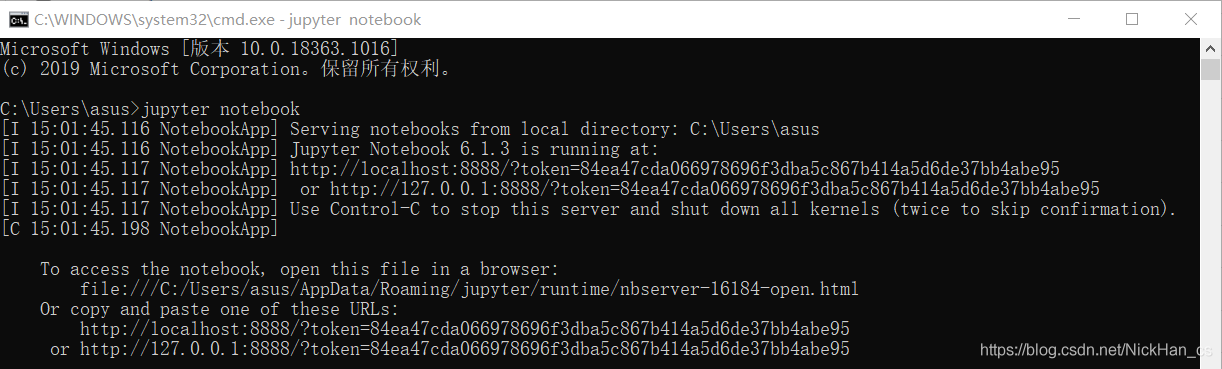 C:\WINDOWS\system32\cmd.exe - jupyter  notebook
Microsoft Windows [版本 10.0.18363.1016]
(c) 2019 Microsoft Corporation。保留所有权利。
C:\Users\asus>jupyter notebook
[I 15:01:45.116 NotebookApp] Serving notebooks from local directory: C:\Users\asus
[I 15:01:45.116 NotebookApp] Jupyter Notebook 6.1.3 is running at:
[I 15:01:45.117 NotebookApp] http://localhost:8888/?token=84ea47cda066978696f3dba5c867b414a5d6de37bb4abe95
[I 15:01:45.117 NotebookApp]  or http://127.0.0.1:8888/?token=84ea47cda066978696f3dba5c867b414a5d6de37bb4abe95
[I 15:01:45.117 NotebookApp] Use Control-C to stop this server and shut down all kernels (twice to skip confirmation).
[C 15:01:45.198 NotebookApp]
To access the notebook, open this file in a browser:
file:///C:/Users/asus/AppData/Roaming/jupyter/runtime/nbserver-16184-open.html
Or copy and paste one of these URLs:
http://localhost:8888/?token=84ea47cda066978696f3dba5c867b414a5d6de37bb4abe95
or http://127.0.0.1:8888/?token=84ea47cda066978696f3dba5c867b414a5d6de37bb4abe95
https://blog.csdn.net/NickHan_cs